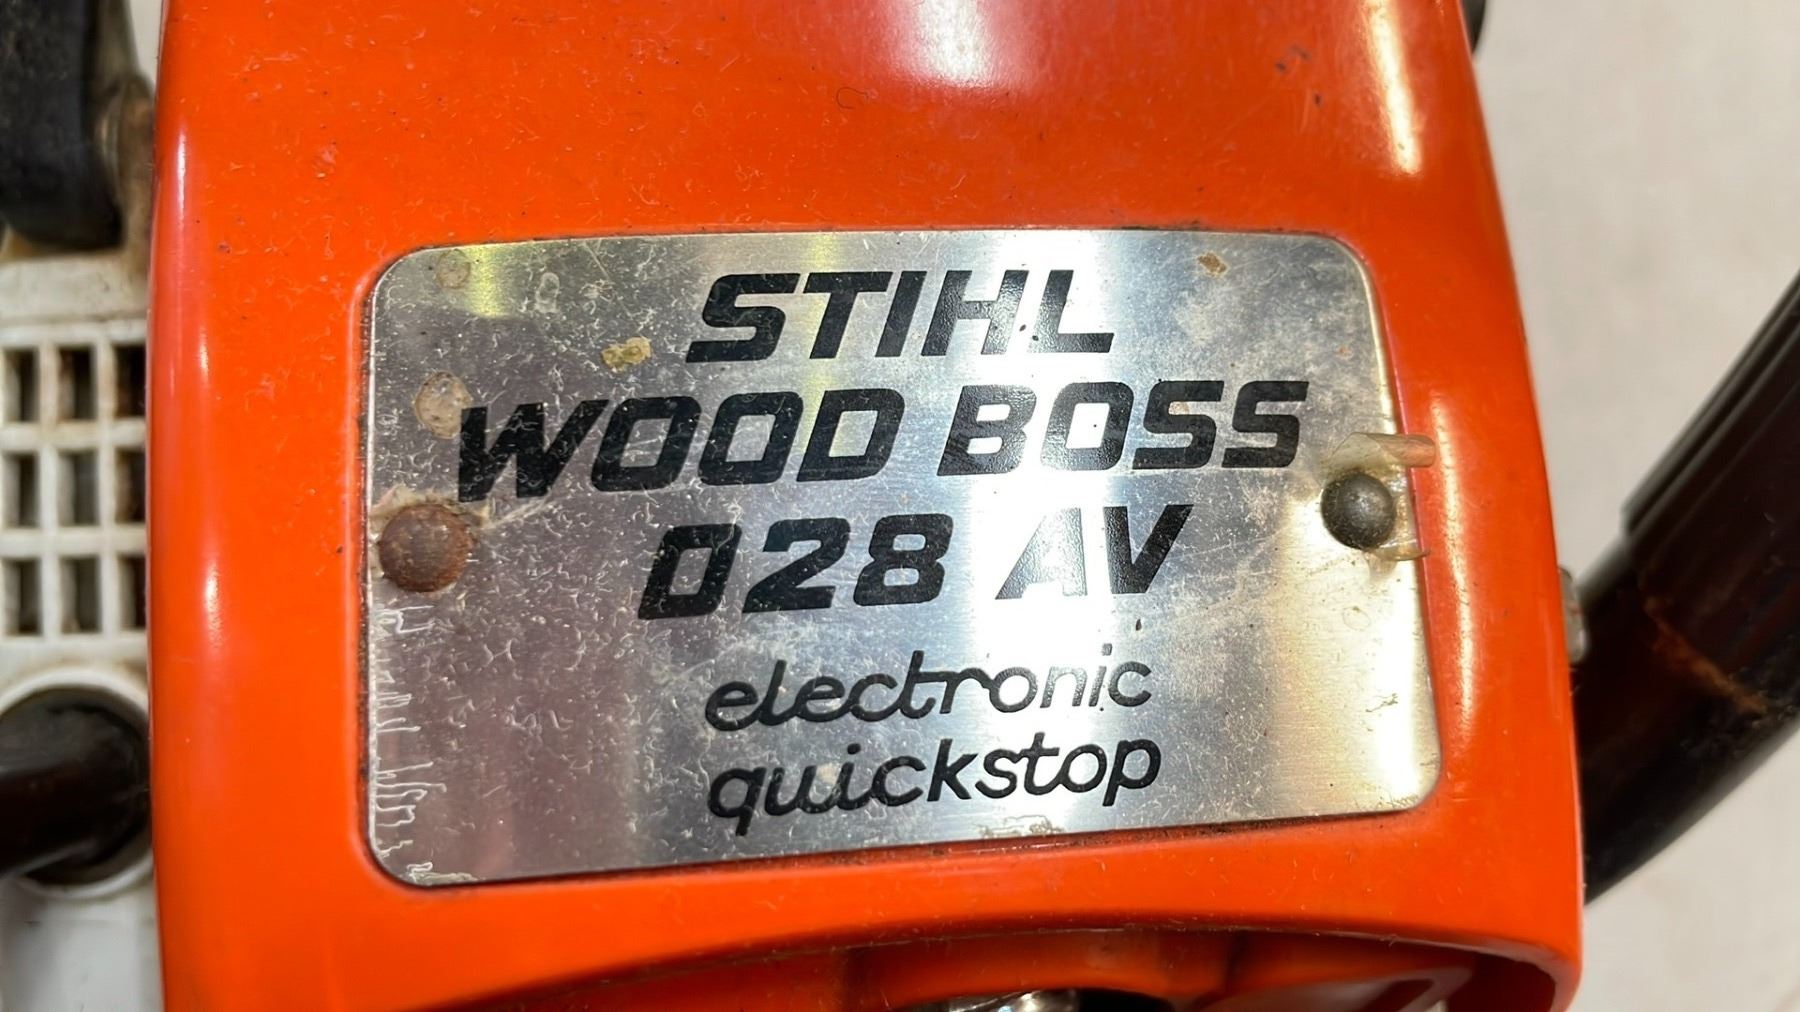 STIHL
WOOD BOSS
028 AV
electronic
quickstop